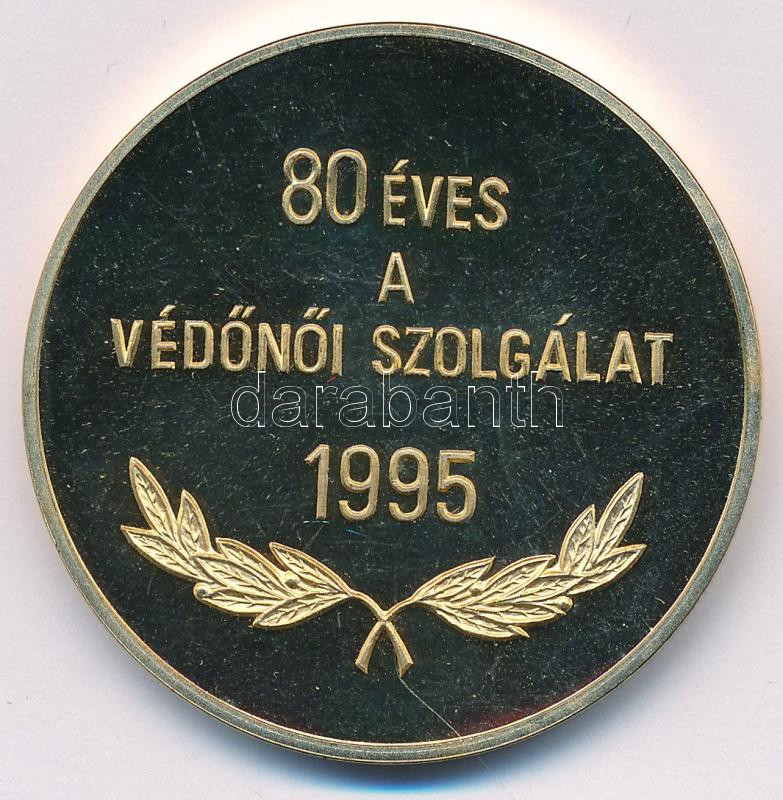 80 ÉVES
A
VÉDŐNŐI SZOLGÁLAT
darabanth
1995